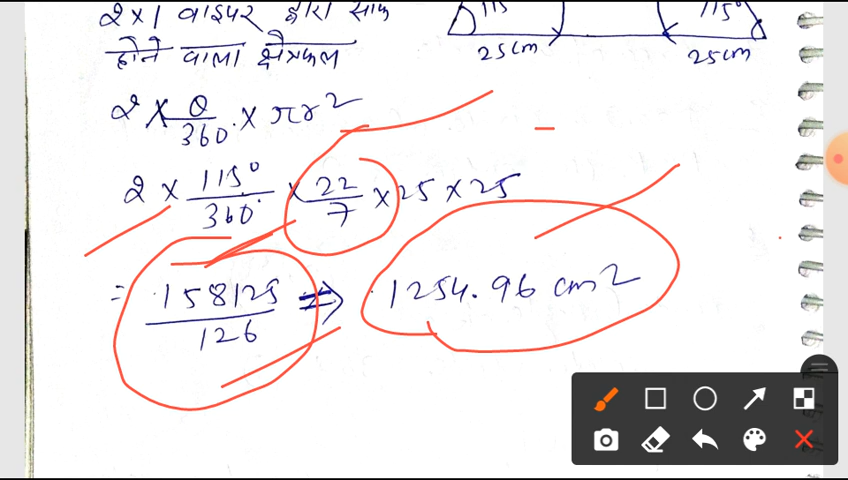 2 × 1 वाइपर द्वारा साफ
होने वाला क्षेत्रफल
115
115°
25cm
25cm
2 × θ/360 × πr²
2 × 115°/360° × 22/7 × 25 × 25
= 158125/126 ⇒ 1254.96 cm²